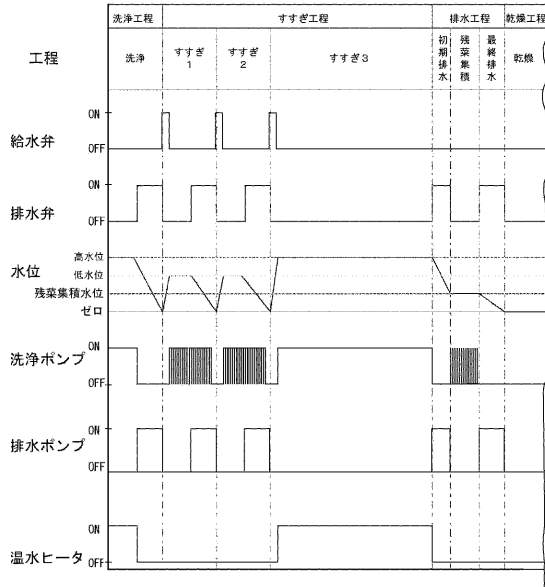 洗浄工程 すすぎ工程 排水工程 乾燥工程
工程 洗浄 すすぎ1 すすぎ2 すすぎ3 初期排水 残菜集積 最終排水 乾燥
給水弁 ON
OFF
排水弁 ON
OFF
水位 高水位
低水位
残菜集積水位
ゼロ
洗浄ポンプ ON
OFF
排水ポンプ ON
OFF
温水ヒータ ON
OFF